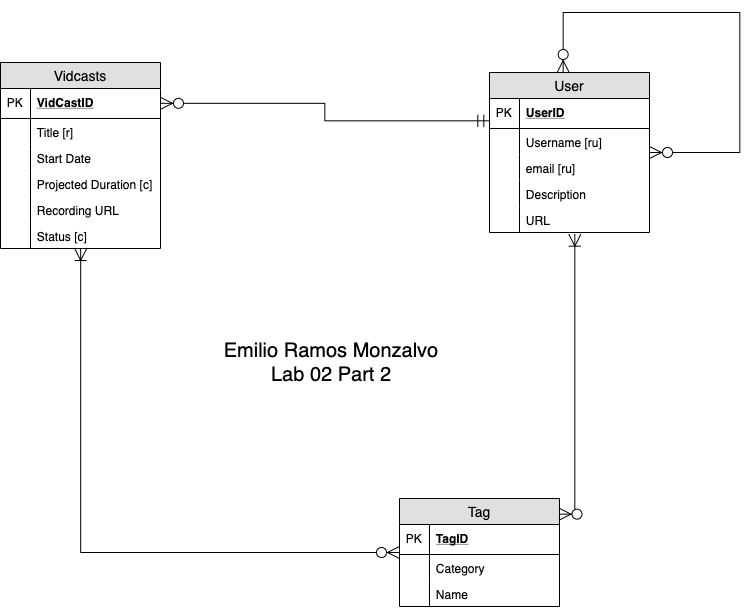 Vidcasts
PK VidCastID
Title [r]
Start Date
Projected Duration [c]
Recording URL
Status [c]
User
PK UserID
Username [ru]
email [ru]
Description
URL
Emilio Ramos Monzalvo
Lab 02 Part 2
Tag
PK TagID
Category
Name